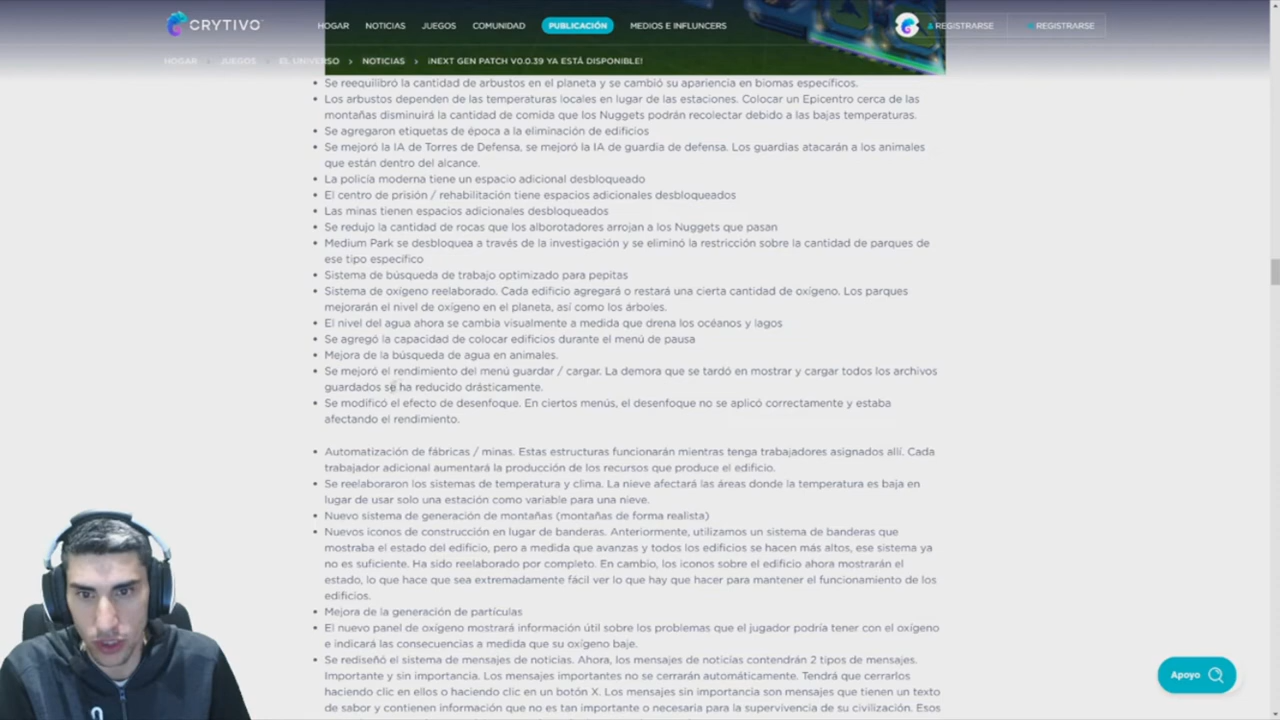 CRYTIVO
HOGAR NOTICIAS JUEGOS COMUNIDAD PUBLICACIÓN MEDIOS E INFLUNCERS REGISTRARSE REGISTRARSE
HOGAR > JUEGOS > EL UNIVERSO > NOTICIAS > ¡NEXT GEN PATCH V0.0.39 YA ESTÁ DISPONIBLE!
• Se reequilibró la cantidad de arbustos en el planeta y se cambió su apariencia en biomas específicos.
• Los arbustos dependen de las temperaturas locales en lugar de las estaciones. Colocar un Epicentro cerca de las
montañas disminuirá la cantidad de comida que los Nuggets podrán recolectar debido a las bajas temperaturas.
• Se agregaron etiquetas de época a la eliminación de edificios
• Se mejoró la IA de Torres de Defensa, se mejoró la IA de guardia de defensa. Los guardias atacarán a los animales
que están dentro del alcance.
• La policía moderna tiene un espacio adicional desbloqueado
• El centro de prisión / rehabilitación tiene espacios adicionales desbloqueados
• Las minas tienen espacios adicionales desbloqueados
• Se redujo la cantidad de rocas que los alborotadores arrojan a los Nuggets que pasan
• Medium Park se desbloquea a través de la investigación y se eliminó la restricción sobre la cantidad de parques de
ese tipo específico
• Sistema de búsqueda de trabajo optimizado para pepitas
• Sistema de oxígeno reelaborado. Cada edificio agregará o restará una cierta cantidad de oxígeno. Los parques
mejorarán el nivel de oxígeno en el planeta, así como los árboles.
• El nivel del agua ahora se cambia visualmente a medida que drena los océanos y lagos
• Se agregó la capacidad de colocar edificios durante el menú de pausa
• Mejora de la búsqueda de agua en animales.
• Se mejoró el rendimiento del menú guardar / cargar. La demora que se tardó en mostrar y cargar todos los archivos
guardados se ha reducido drásticamente.
• Se modificó el efecto de desenfoque. En ciertos menús, el desenfoque no se aplicó correctamente y estaba
afectando el rendimiento.
• Automatización de fábricas / minas. Estas estructuras funcionarán mientras tenga trabajadores asignados allí. Cada
trabajador adicional aumentará la producción de los recursos que produce el edificio.
• Se reelaboraron los sistemas de temperatura y clima. La nieve afectará las áreas donde la temperatura es baja en
lugar de usar solo una estación como variable para una nieve.
• Nuevo sistema de generación de montañas (montañas de forma realista)
• Nuevos iconos de construcción en lugar de banderas. Anteriormente, utilizamos un sistema de banderas que
mostraba el estado del edificio, pero a medida que avanzas y todos los edificios se hacen más altos, ese sistema ya
no es suficiente. Ha sido reelaborado por completo. En cambio, los iconos sobre el edificio ahora mostrarán el
estado, lo que hace que sea extremadamente fácil ver lo que hay que hacer para mantener el funcionamiento de los
edificios.
• Mejora de la generación de partículas
• El nuevo panel de oxígeno mostrará información útil sobre los problemas que el jugador podría tener con el oxígeno
e indicará las consecuencias a medida que su oxígeno baje.
• Se rediseñó el sistema de mensajes de noticias. Ahora, los mensajes de noticias contendrán 2 tipos de mensajes.
Importante y sin importancia. Los mensajes importantes no se cerrarán automáticamente. Tendrá que cerrarlos
haciendo clic en ellos o haciendo clic en un botón X. Los mensajes sin importancia son mensajes que tienen un texto
de sabor y contienen información que no es tan importante o necesaria para la supervivencia de su civilización. Esos
Apoyo